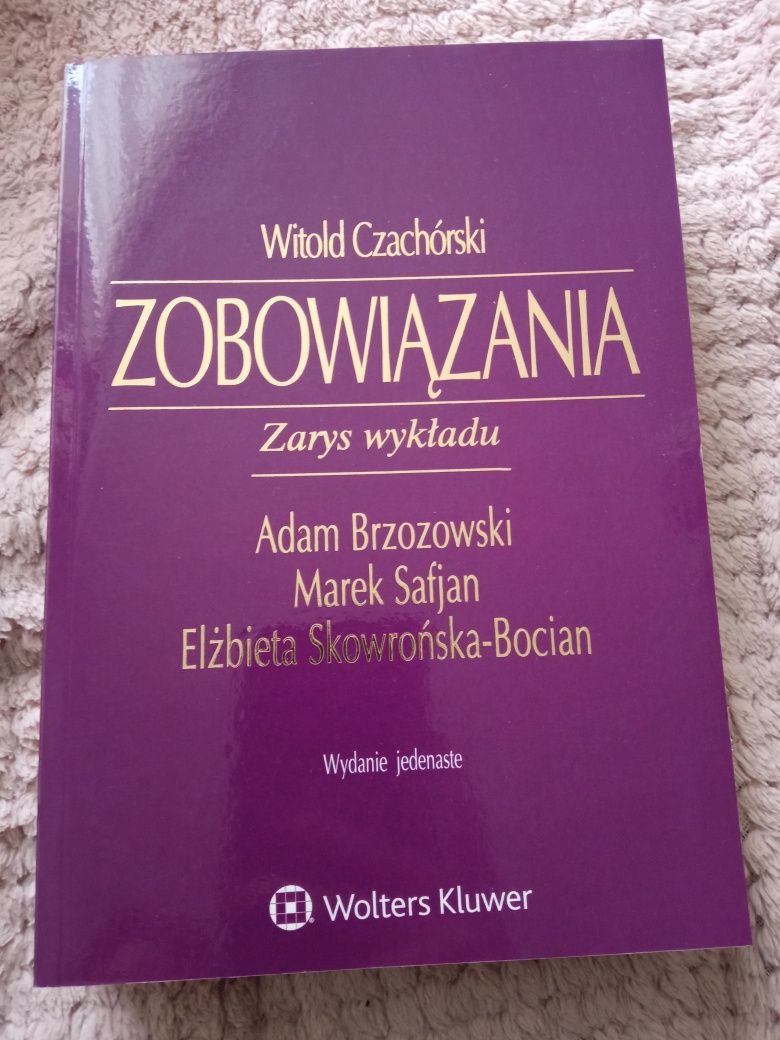 Witold Czachórski
ZOBOWIĄZANIA
Zarys wykładu
Adam Brzozowski
Marek Safjan
Elżbieta Skowrońska-Bocian
Wydanie jedenaste
Wolters Kluwer